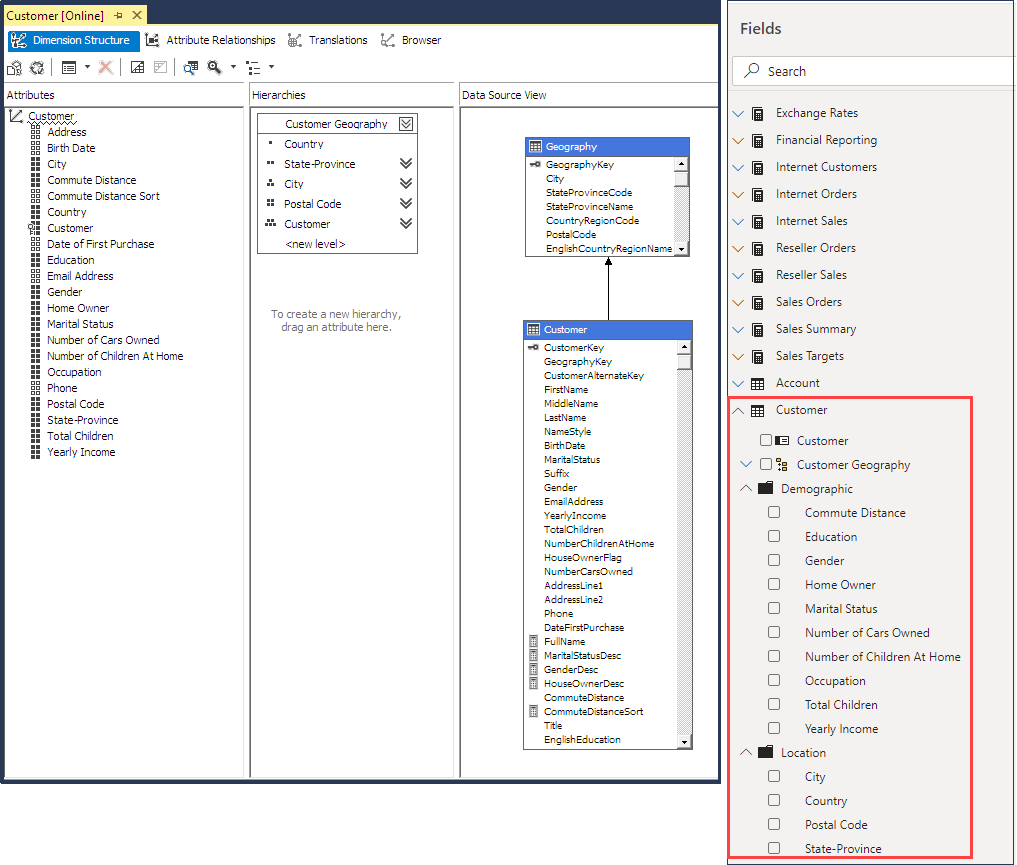 Customer [Online]
Dimension Structure
Attribute Relationships
Translations
Browser
Attributes
Customer
Address
Birth Date
City
Commute Distance
Commute Distance Sort
Country
Customer
Date of First Purchase
Education
Email Address
Gender
Home Owner
Marital Status
Number of Cars Owned
Number of Children At Home
Occupation
Phone
Postal Code
State-Province
Total Children
Yearly Income
Hierarchies
Customer Geography
Country
State-Province
City
Postal Code
Customer
<new level>
To create a new hierarchy,
drag an attribute here.
Data Source View
Geography
GeographyKey
City
StateProvinceCode
StateProvinceName
CountryRegionCode
PostalCode
EnglishCountryRegionName
Customer
CustomerKey
GeographyKey
CustomerAlternateKey
FirstName
MiddleName
LastName
NameStyle
BirthDate
MaritalStatus
Suffix
Gender
EmailAddress
YearlyIncome
TotalChildren
NumberChildrenAtHome
HouseOwnerFlag
NumberCarsOwned
AddressLine1
AddressLine2
Phone
DateFirstPurchase
FullName
MaritalStatusDesc
GenderDesc
HouseOwnerDesc
CommuteDistance
CommuteDistanceSort
Title
EnglishEducation
Fields
Search
Exchange Rates
Financial Reporting
Internet Customers
Internet Orders
Internet Sales
Reseller Orders
Reseller Sales
Sales Orders
Sales Summary
Sales Targets
Account
Customer
Customer
Customer Geography
Demographic
Commute Distance
Education
Gender
Home Owner
Marital Status
Number of Cars Owned
Number of Children At Home
Occupation
Total Children
Yearly Income
Location
City
Country
Postal Code
State-Province